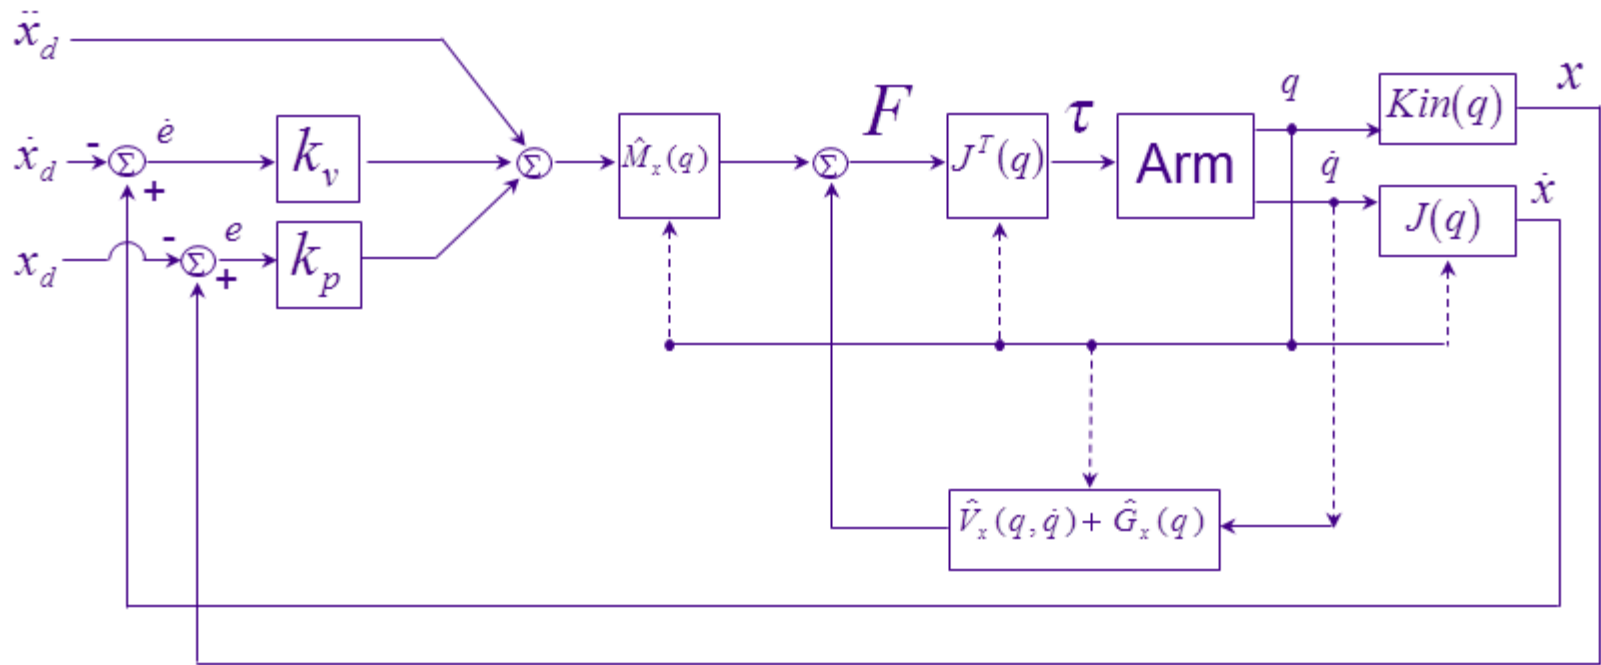 ẍ_d
ẋ_d - Σ + ė k_v Σ M̂_x(q) Σ F J^T(q) τ Arm q Kin(q) x
q̇ J(q) ẋ
x_d - Σ + e k_p
V̂_x(q, q̇) + Ĝ_x(q)